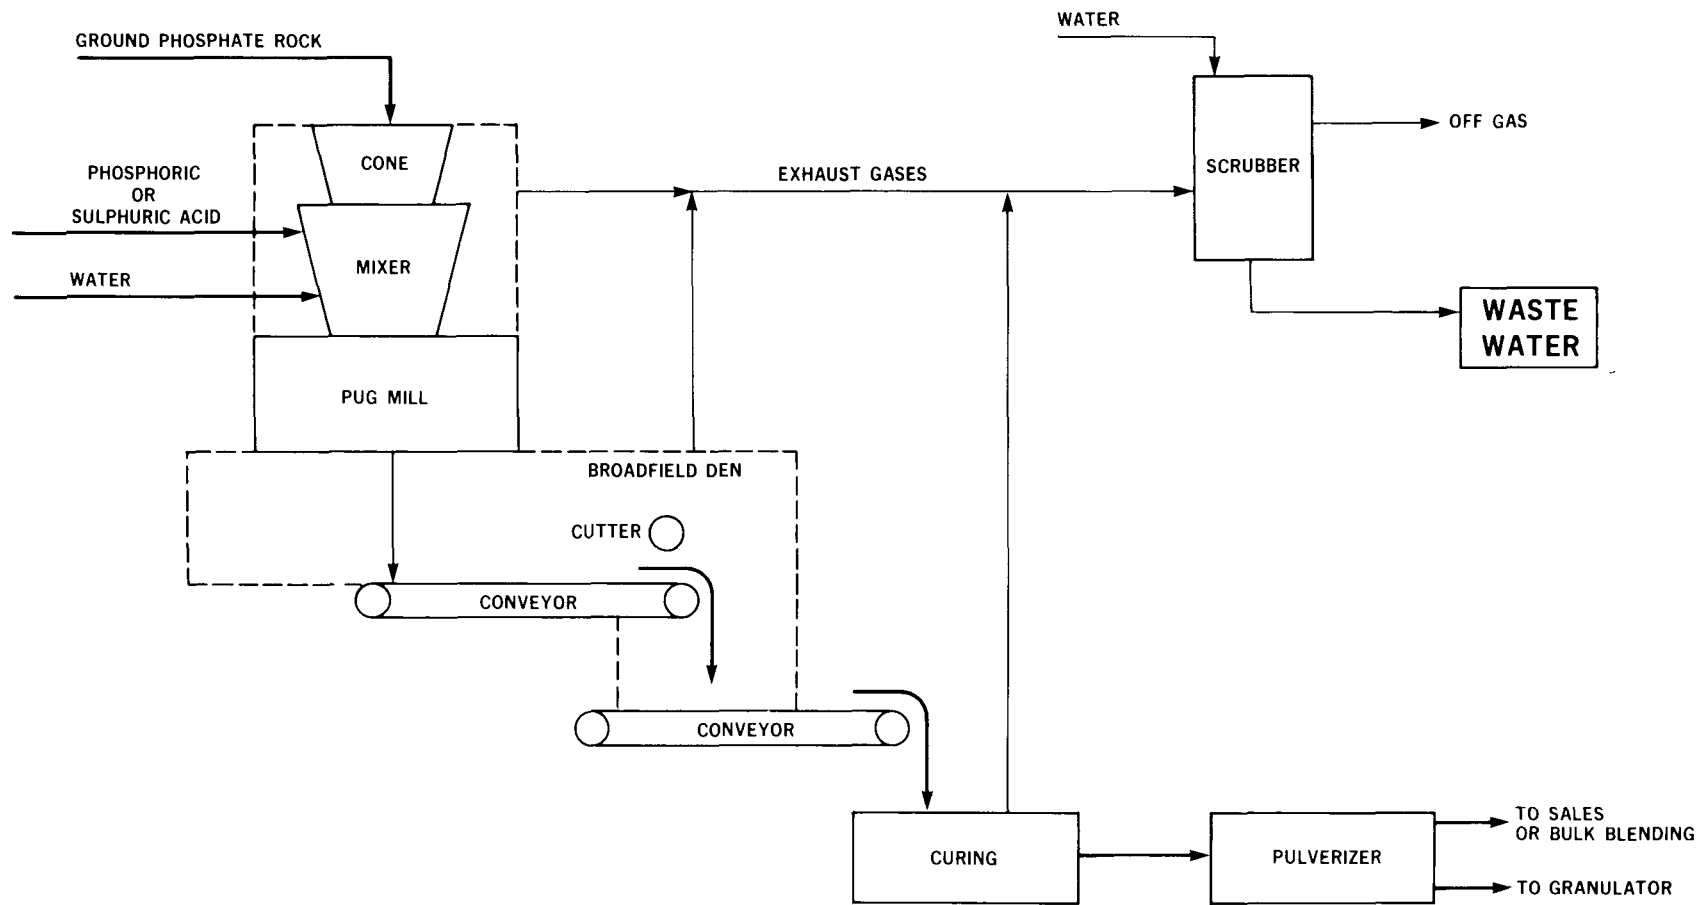 WATER
GROUND PHOSPHATE ROCK
OFF GAS
CONE
SCRUBBER
PHOSPHORIC
OR
SULPHURIC ACID
EXHAUST GASES
MIXER
WATER
WASTE
WATER
PUG MILL
BROADFIELD DEN
CUTTER
CONVEYOR
CONVEYOR
CURING
PULVERIZER
TO SALES
OR BULK BLENDING
TO GRANULATOR